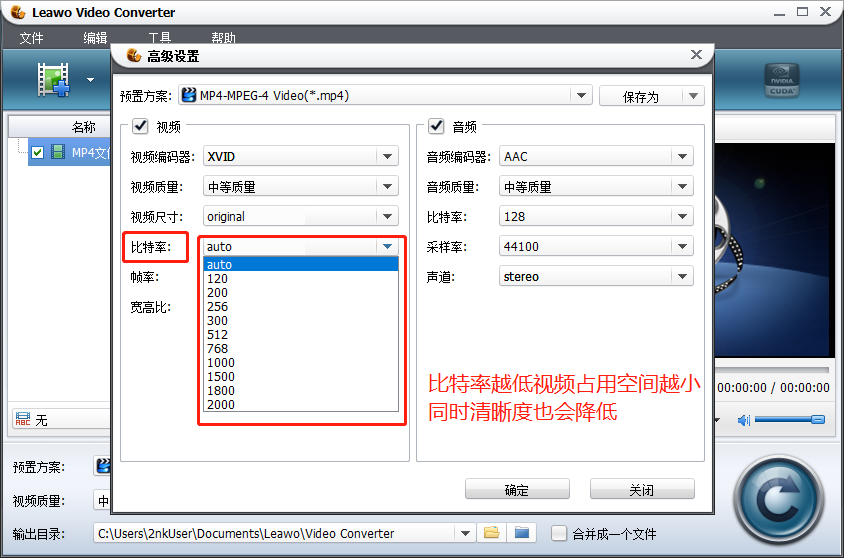 Leawo Video Converter
文件 编辑 工具 帮助
高级设置
NVIDIA
CUDA
预置方案: MP4-MPEG-4 Video(*.mp4) 保存为
名称
视频 音频
MP4文
视频编码器: XVID 音频编码器: AAC
视频质量: 中等质量 音频质量: 中等质量
视频尺寸: original 比特率: 128
比特率: auto 采样率: 44100
auto
帧率: 120 声道: stereo
200
256
宽高比: 300
512
768
1000
1500
1800
2000
比特率越低视频占用空间越小
同时清晰度也会降低
00:00:00 / 00:00:00
ABC 无
预置方案:
确定 关闭
视频质量: 中
输出目录: C:\Users\2nkUser\Documents\Leawo\Video Converter 合并成一个文件